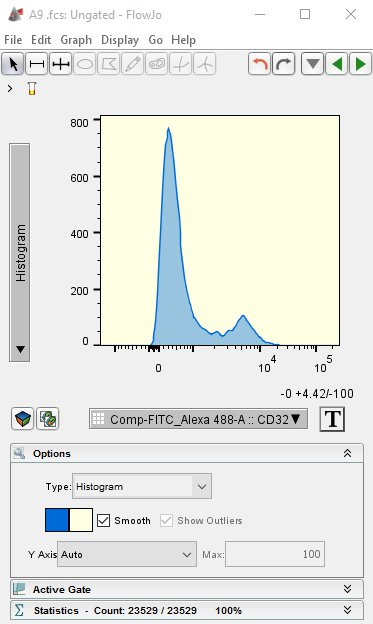 A9 .fcs: Ungated - FlowJo
File Edit Graph Display Go Help
800
600
400
200
0
Histogram
0 10^4 10^5
-0 +4.42/-100
Comp-FITC_Alexa 488-A :: CD32 T
Options
Type: Histogram
Smooth Show Outliers
Y Axis Auto Max: 100
Active Gate
Statistics - Count: 23529 / 23529 100%